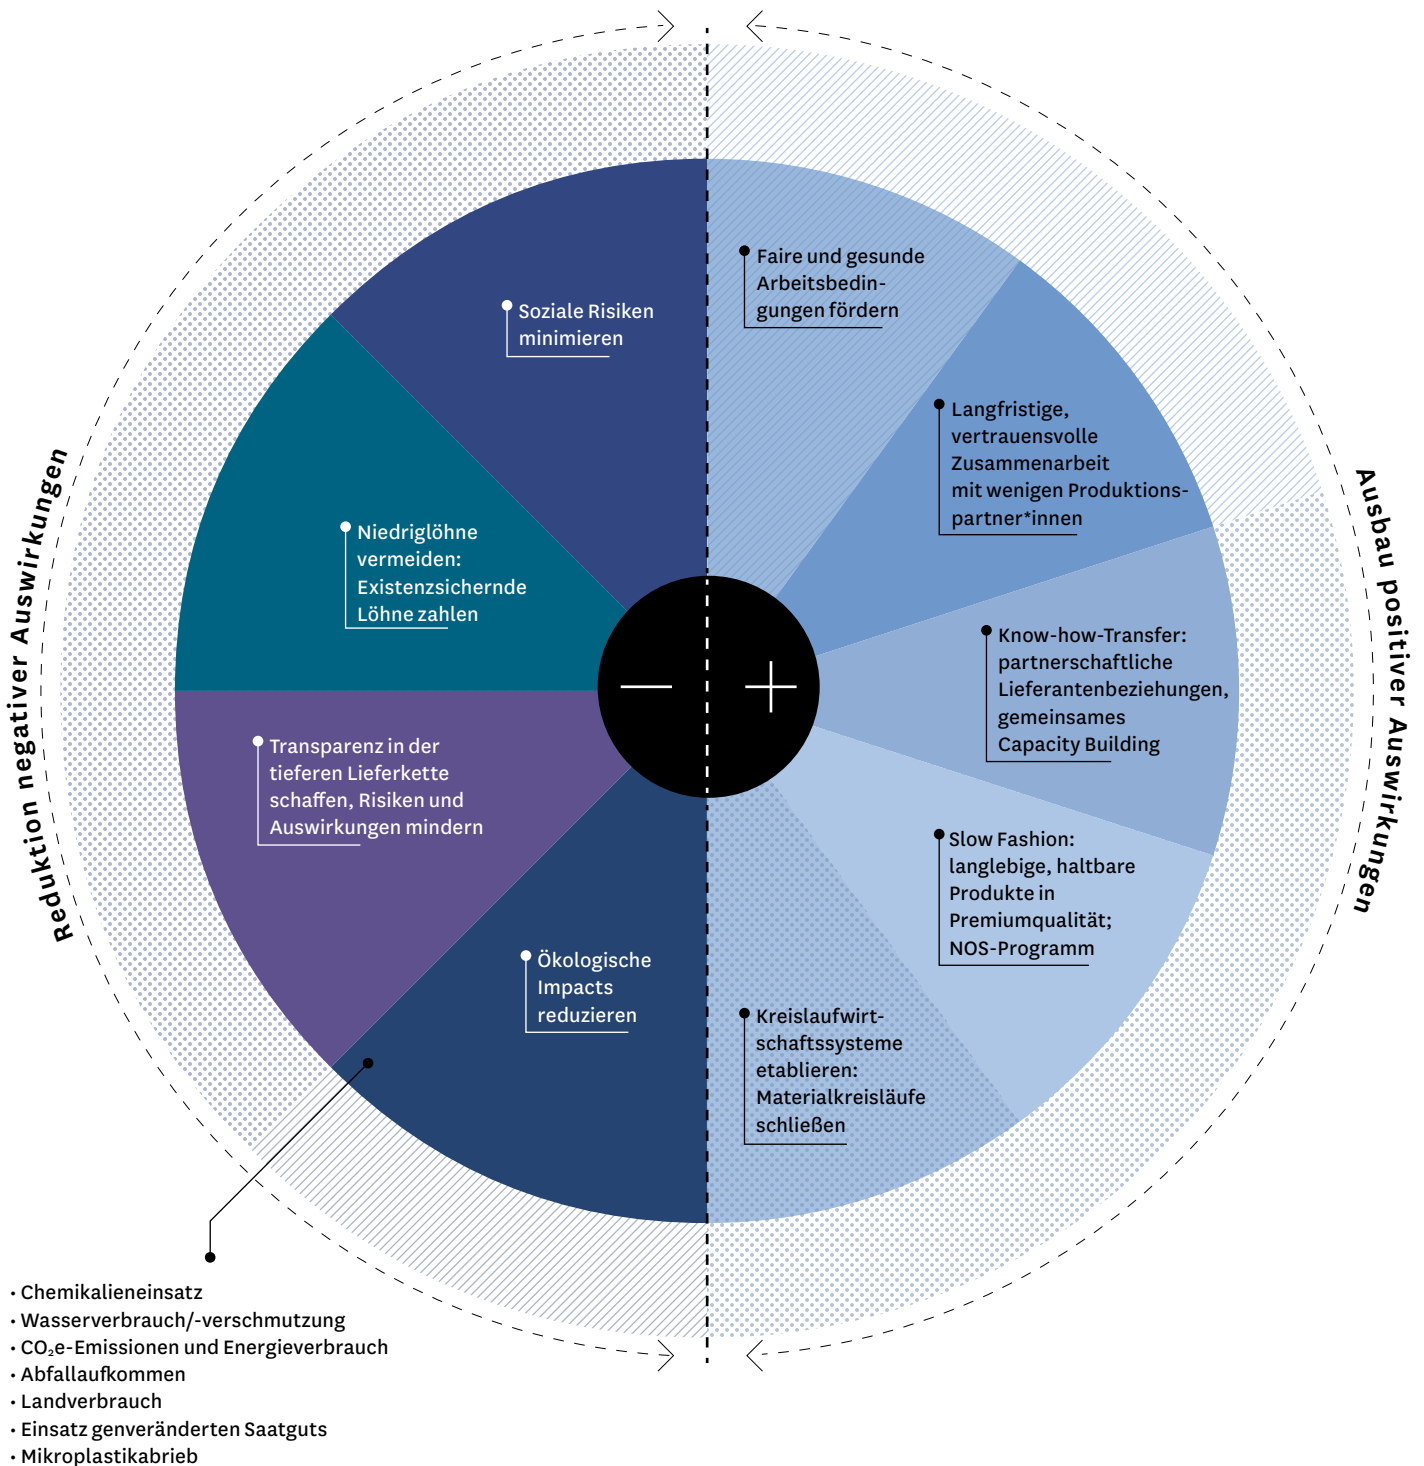 Reduktion negativer Auswirkungen
Soziale Risiken
minimieren
Niedriglöhne
vermeiden:
Existenzsichernde
Löhne zahlen
Transparenz in der
tieferen Lieferkette
schaffen, Risiken und
Auswirkungen mindern
Ökologische
Impacts
reduzieren
• Chemikalieneinsatz
• Wasserverbrauch/-verschmutzung
• CO₂e-Emissionen und Energieverbrauch
• Abfallaufkommen
• Landverbrauch
• Einsatz genveränderten Saatguts
• Mikroplastikabrieb
Ausbau positiver Auswirkungen
Faire und gesunde
Arbeitsbedin-
gungen fördern
Langfristige,
vertrauensvolle
Zusammenarbeit
mit wenigen Produktions-
partner*innen
Know-how-Transfer:
partnerschaftliche
Lieferantenbeziehungen,
gemeinsames
Capacity Building
Slow Fashion:
langlebige, haltbare
Produkte in
Premiumqualität;
NOS-Programm
Kreislaufwirt-
schaftssysteme
etablieren:
Materialkreisläufe
schließen
— +